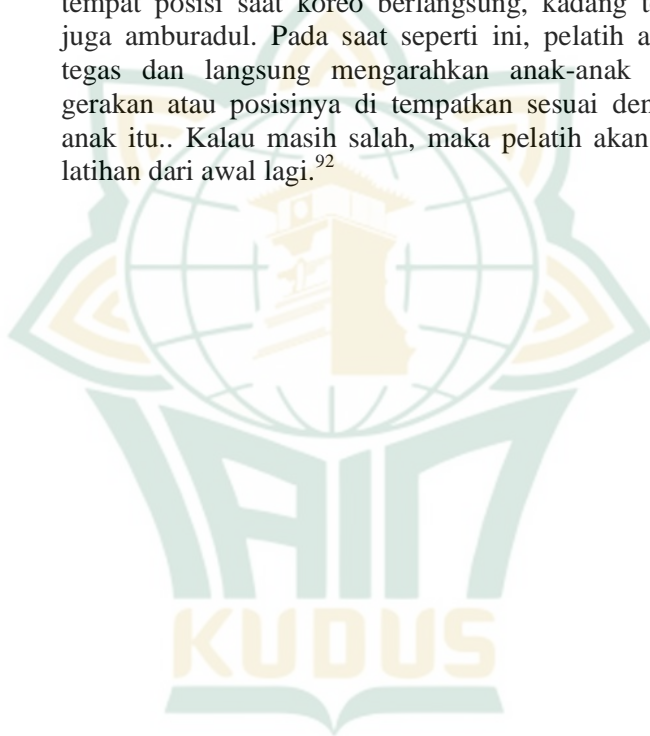 tempat posisi saat koreo berlangsung, kadang
juga amburadul. Pada saat seperti ini, pelatih
tegas dan langsung mengarahkan anak-anak
gerakan atau posisinya di tempatkan sesuai
anak itu.. Kalau masih salah, maka pelatih akan
latihan dari awal lagi.92
IAIN
KUDUS